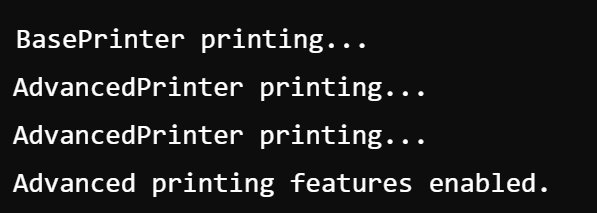 BasePrinter printing...
AdvancedPrinter printing...
AdvancedPrinter printing...
Advanced printing features enabled.